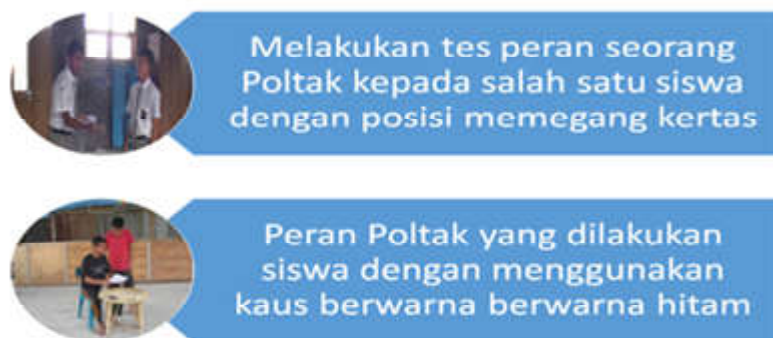 Melakukan tes peran seorang
Poltak kepada salah satu siswa
dengan posisi memegang kertas
Peran Poltak yang dilakukan
siswa dengan menggunakan
kaus berwarna berwarna hitam